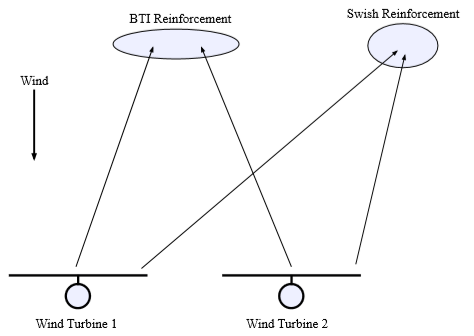 BTI Reinforcement
Swish Reinforcement
Wind
Wind Turbine 1
Wind Turbine 2